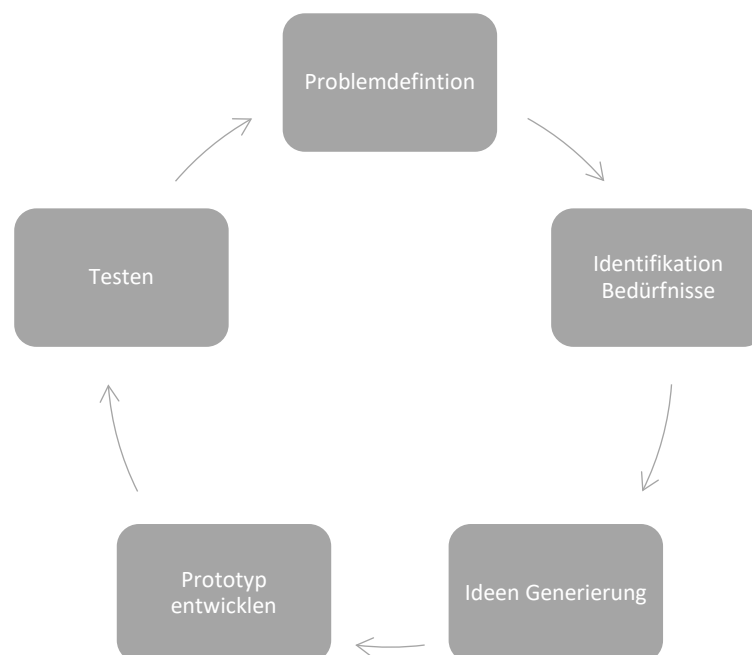 Problemdefintion
Identifikation
Bedürfnisse
Ideen Generierung
Prototyp
entwicklen
Testen